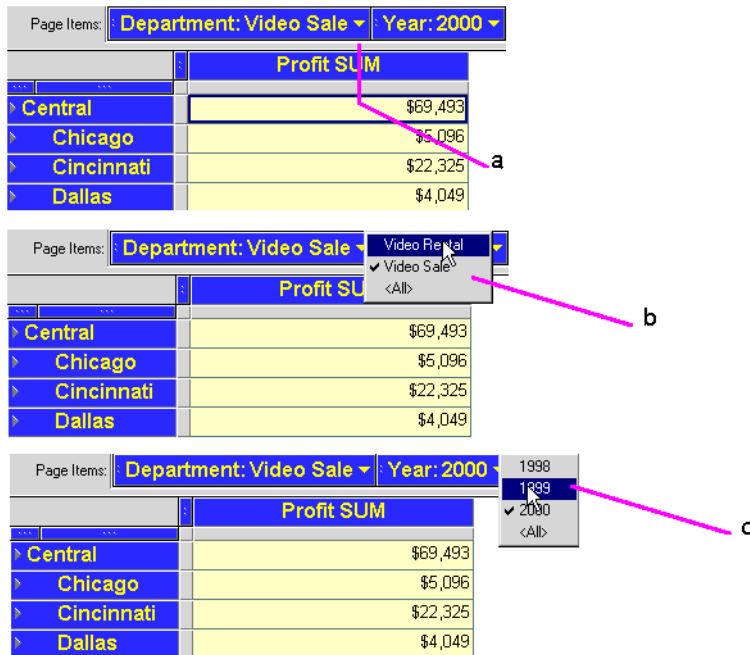 Page Items: Department: Video Sale Year: 2000
Profit SUM
Central $69,493
Chicago $5,096
a
Cincinnati $22,325
Dallas $4,049
Page Items: Department: Video Sale Video Rental
✓ Video Sale
<All>
Profit SU
b
Central $69,493
Chicago $5,096
Cincinnati $22,325
Dallas $4,049
Page Items: Department: Video Sale Year: 2000 1998
1999
✓ 2000
<All>
Profit SUM
c
Central $69,493
Chicago $5,096
Cincinnati $22,325
Dallas $4,049